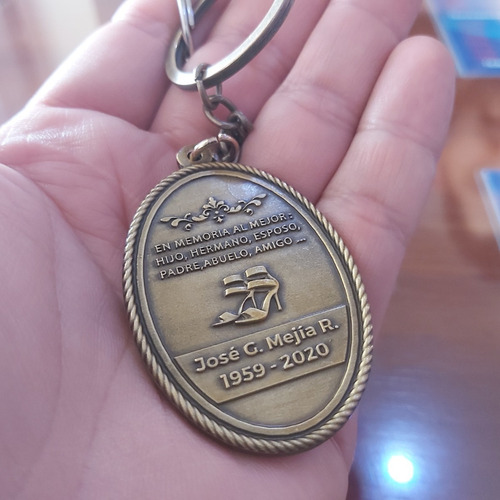 EN MEMORIA AL MEJOR :
HIJO, HERMANO, ESPOSO,
PADRE,ABUELO, AMIGO ...
José G. Mejía R.
1959 - 2020